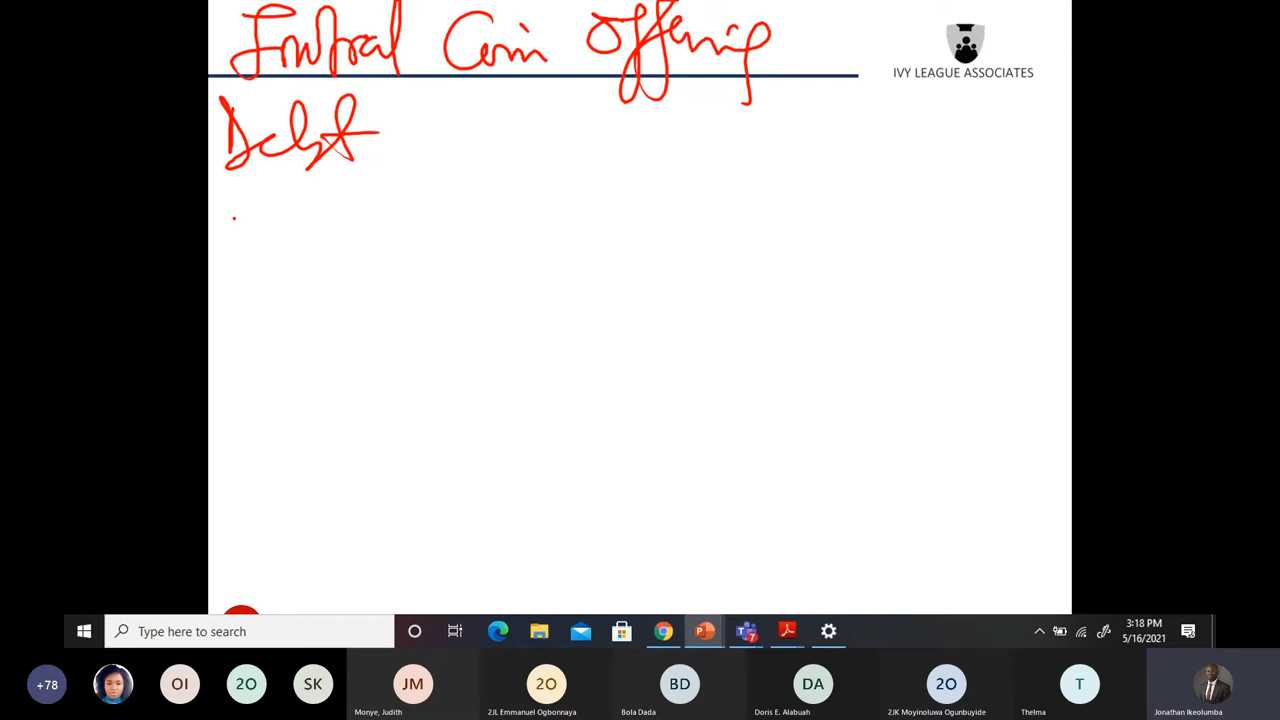 Initial Coin Offering
IVY LEAGUE ASSOCIATES
Debt
Type here to search
7
3:18 PM
5/16/2021
+78
OI
2O
SK
JM
2O
BD
DA
2O
T
Monye, Judith
2JL Emmanuel Ogbonnaya
Bola Dada
Doris E. Alabuah
2JK Moyinoluwa Ogunbuyide
Thelma
Jonathan Ikeolumba